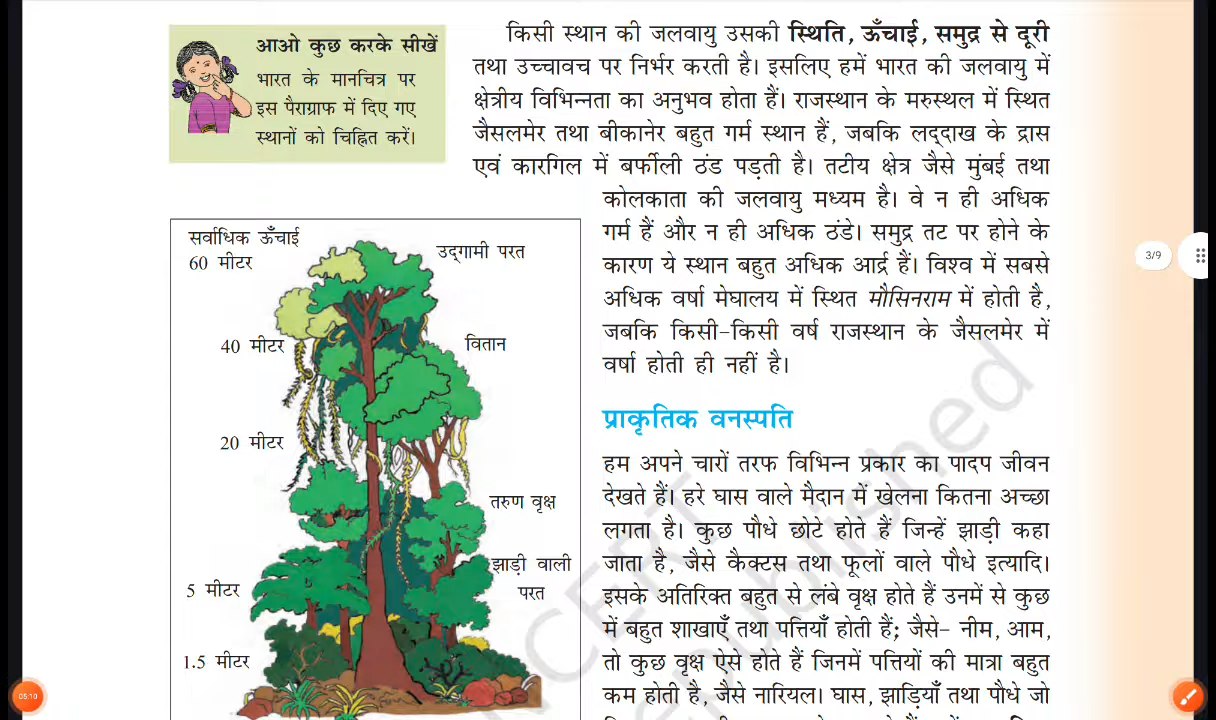 आओ कुछ करके सीखें
भारत के मानचित्र पर
इस पैराग्राफ में दिए गए
स्थानों को चिह्नित करें।
किसी स्थान की जलवायु उसकी स्थिति, ऊँचाई, समुद्र से दूरी
तथा उच्चावच पर निर्भर करती है। इसलिए हमें भारत की जलवायु में
क्षेत्रीय विभिन्नता का अनुभव होता हैं। राजस्थान के मरुस्थल में स्थित
जैसलमेर तथा बीकानेर बहुत गर्म स्थान हैं, जबकि लद्दाख के द्रास
एवं कारगिल में बर्फीली ठंड पड़ती है। तटीय क्षेत्र जैसे मुंबई तथा
कोलकाता की जलवायु मध्यम है। वे न ही अधिक
गर्म हैं और न ही अधिक ठंडे। समुद्र तट पर होने के
कारण ये स्थान बहुत अधिक आर्द्र हैं। विश्व में सबसे
अधिक वर्षा मेघालय में स्थित मौसिनराम में होती है,
जबकि किसी-किसी वर्ष राजस्थान के जैसलमेर में
वर्षा होती ही नहीं है।
सर्वाधिक ऊँचाई
60 मीटर
उद्गामी परत
40 मीटर
वितान
20 मीटर
तरुण वृक्ष
झाड़ी वाली
परत
5 मीटर
1.5 मीटर
प्राकृतिक वनस्पति
हम अपने चारों तरफ विभिन्न प्रकार का पादप जीवन
देखते हैं। हरे घास वाले मैदान में खेलना कितना अच्छा
लगता है। कुछ पौधे छोटे होते हैं जिन्हें झाड़ी कहा
जाता है, जैसे कैक्टस तथा फूलों वाले पौधे इत्यादि।
इसके अतिरिक्त बहुत से लंबे वृक्ष होते हैं उनमें से कुछ
में बहुत शाखाएँ तथा पत्तियाँ होती हैं; जैसे- नीम, आम,
तो कुछ वृक्ष ऐसे होते हैं जिनमें पत्तियों की मात्रा बहुत
कम होती है, जैसे नारियल। घास, झाड़ियाँ तथा पौधे जो
3/9
05:10